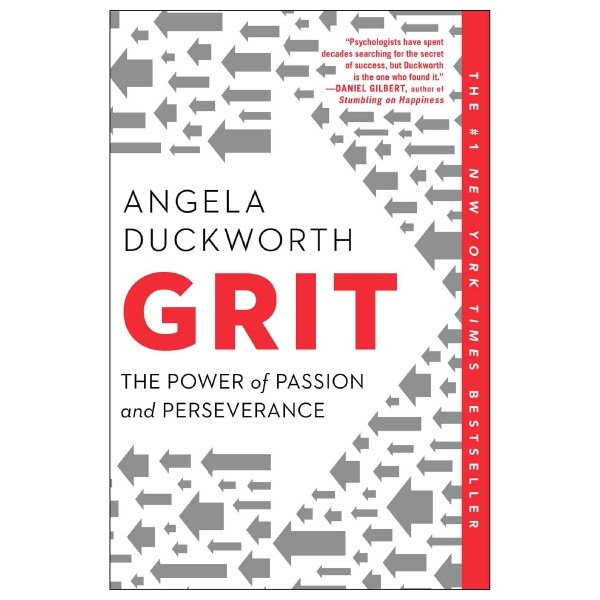 “Psychologists have spent
decades searching for the secret
of success, but Duckworth
is the one who found it.”
—DANIEL GILBERT, author of
Stumbling on Happiness
THE #1 NEW YORK TIMES BESTSELLER
ANGELA
DUCKWORTH
GRIT
THE POWER of PASSION
and PERSEVERANCE